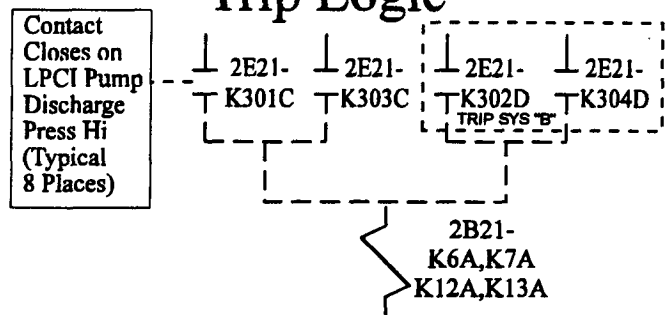 Trip Logic
Contact
Closes on
LPCI Pump
Discharge
Press Hi
(Typical
8 Places)
2E21-
K301C
2E21-
K303C
2E21-
K302D
2E21-
K304D
TRIP SYS "B"
2B21-
K6A,K7A
K12A,K13A